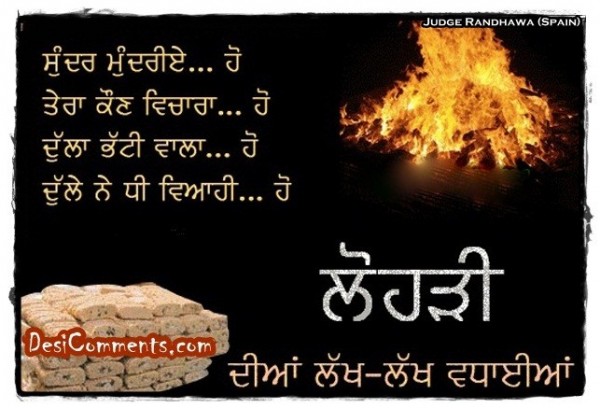 JUDGE RANDHAWA (SPAIN)
ਸੁੰਦਰ ਮੁੰਦਰੀਏ... ਹੋ
ਤੇਰਾ ਕੌਣ ਵਿਚਾਰਾ... ਹੋ
ਦੁੱਲਾ ਭੱਟੀ ਵਾਲਾ... ਹੋ
ਦੁੱਲੇ ਨੇ ਧੀ ਵਿਆਹੀ... ਹੋ
ਲੋਹੜੀ
DesiComments.com
ਦੀਆਂ ਲੱਖ-ਲੱਖ ਵਧਾਈਆਂ